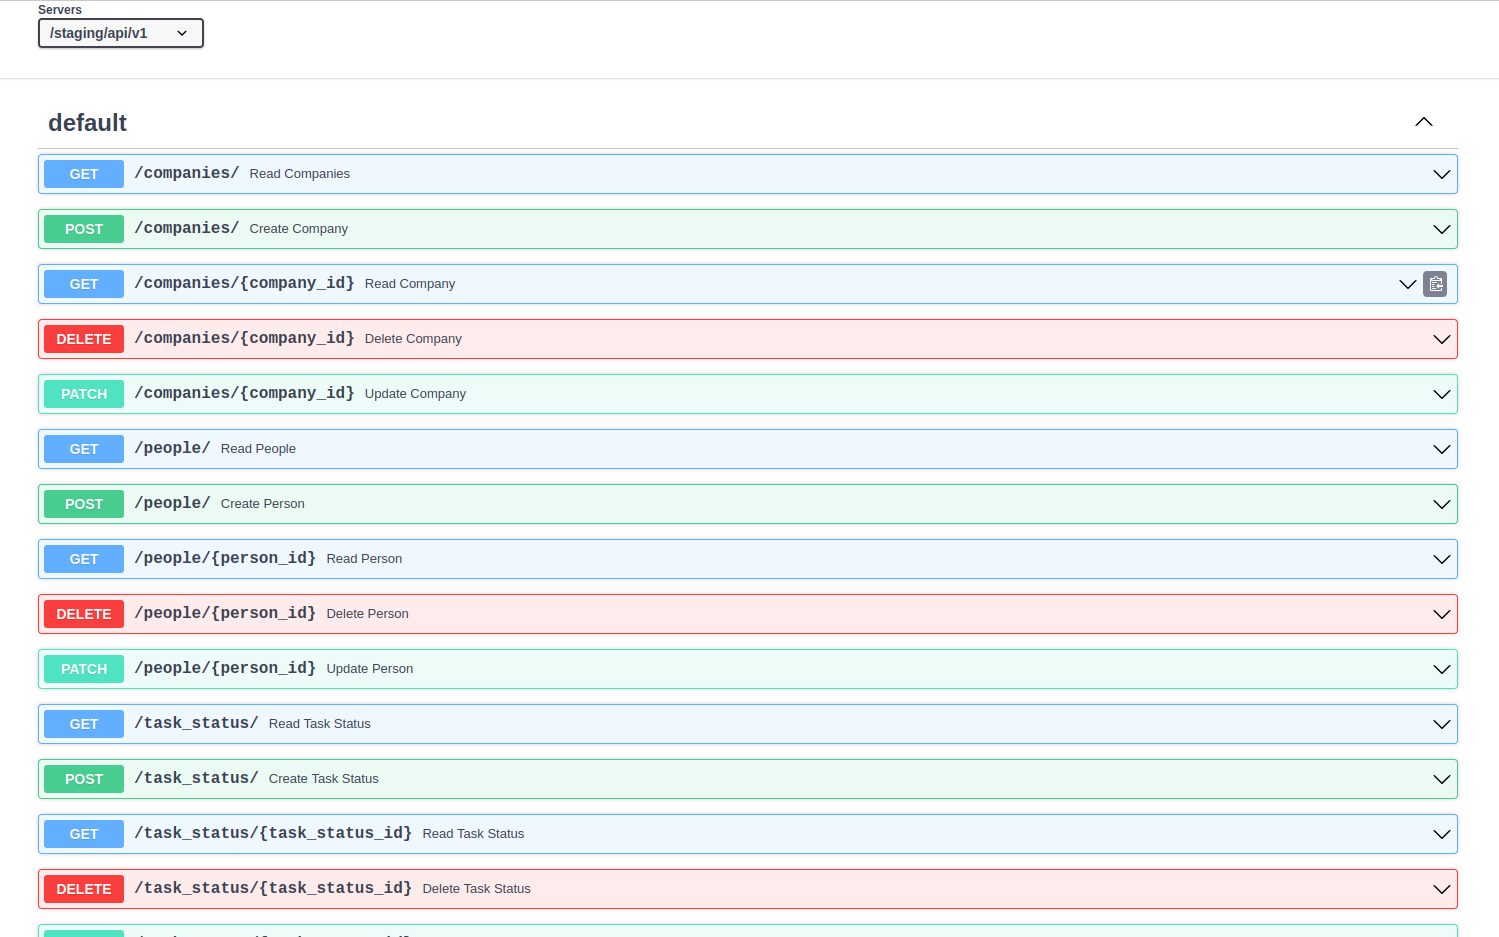 Servers
/staging/api/v1
default
GET /companies/ Read Companies
POST /companies/ Create Company
GET /companies/{company_id} Read Company
DELETE /companies/{company_id} Delete Company
PATCH /companies/{company_id} Update Company
GET /people/ Read People
POST /people/ Create Person
GET /people/{person_id} Read Person
DELETE /people/{person_id} Delete Person
PATCH /people/{person_id} Update Person
GET /task_status/ Read Task Status
POST /task_status/ Create Task Status
GET /task_status/{task_status_id} Read Task Status
DELETE /task_status/{task_status_id} Delete Task Status